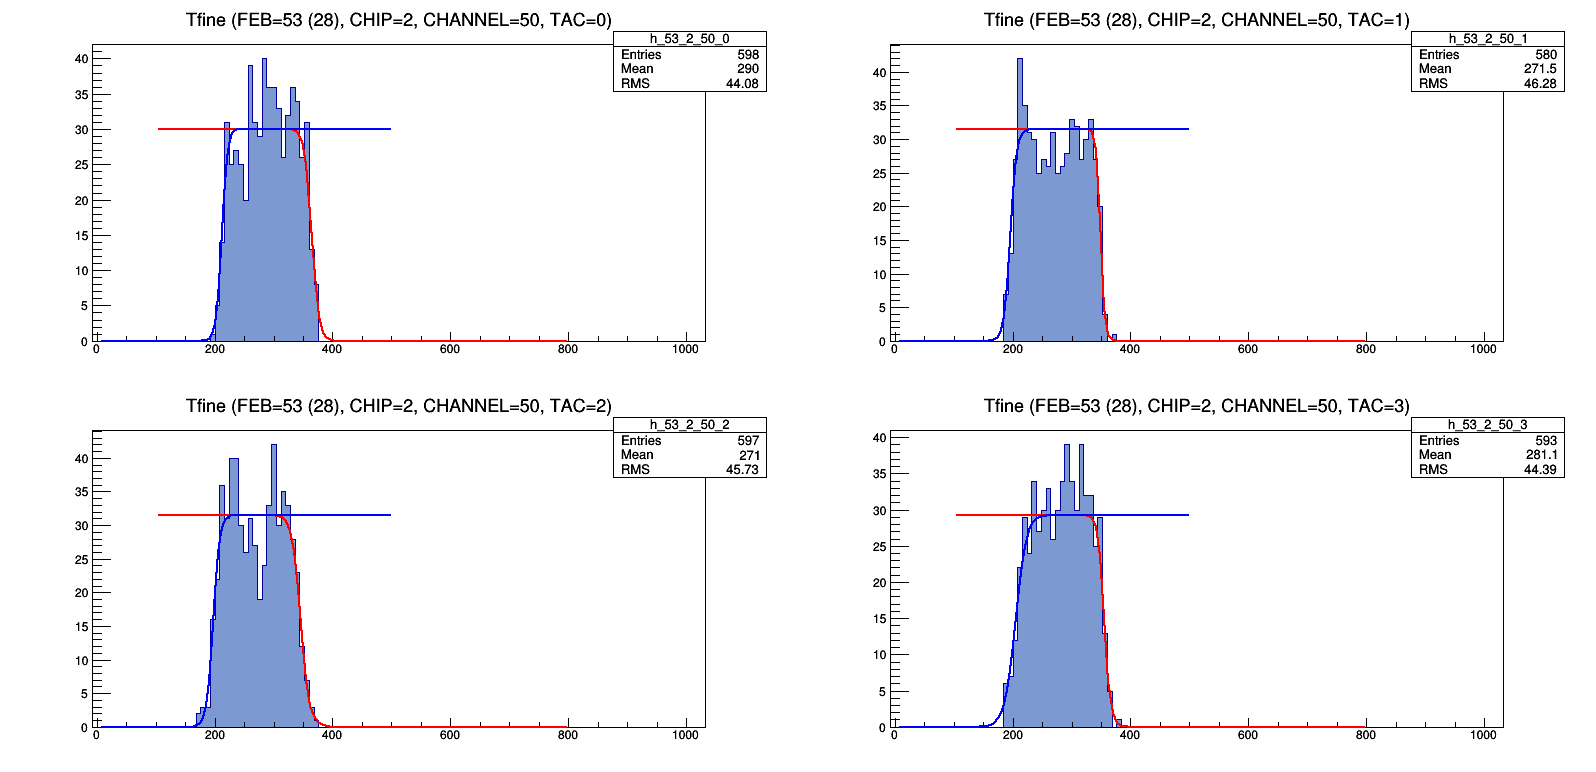 Tfine (FEB=53 (28), CHIP=2, CHANNEL=50, TAC=0)
h_53_2_50_0
Entries 598
Mean 290
RMS 44.08
40
35
30
25
20
15
10
5
0
0 200 400 600 800 1000
Tfine (FEB=53 (28), CHIP=2, CHANNEL=50, TAC=1)
h_53_2_50_1
Entries 580
Mean 271.5
RMS 46.28
40
35
30
25
20
15
10
5
0
0 200 400 600 800 1000
Tfine (FEB=53 (28), CHIP=2, CHANNEL=50, TAC=2)
h_53_2_50_2
Entries 597
Mean 271
RMS 45.73
40
35
30
25
20
15
10
5
0
0 200 400 600 800 1000
Tfine (FEB=53 (28), CHIP=2, CHANNEL=50, TAC=3)
h_53_2_50_3
Entries 593
Mean 281.1
RMS 44.39
40
35
30
25
20
15
10
5
0
0 200 400 600 800 1000